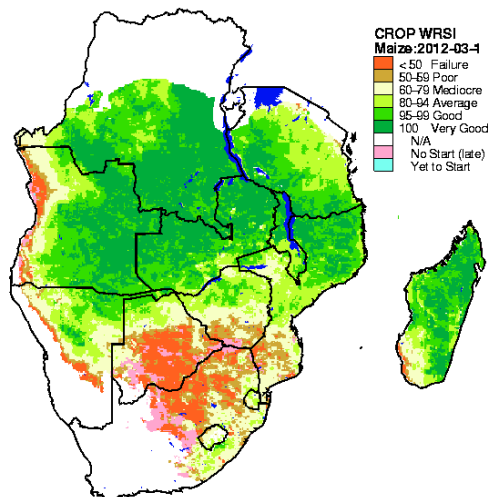 CROP WRSI
Maize:2012-03-1
< 50 Failure
50-59 Poor
60-79 Mediocre
80-94 Average
95-99 Good
100 Very Good
N/A
No Start (late)
Yet to Start